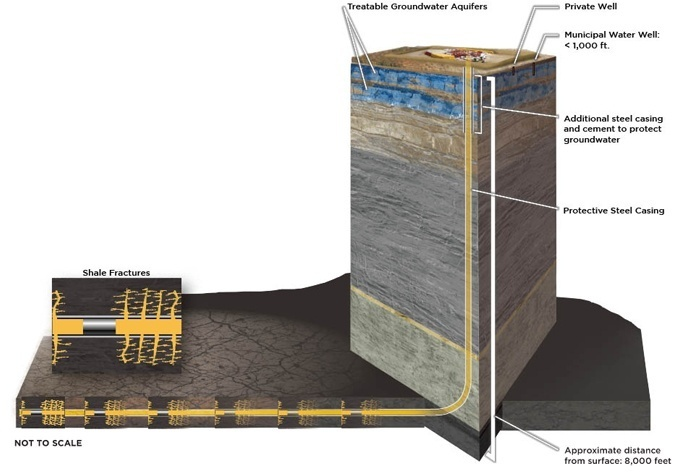 Treatable Groundwater Aquifers
Private Well
Municipal Water Well:
< 1,000 ft.
Additional steel casing
and cement to protect
groundwater
Protective Steel Casing
Shale Fractures
NOT TO SCALE
Approximate distance
from surface: 8,000 feet